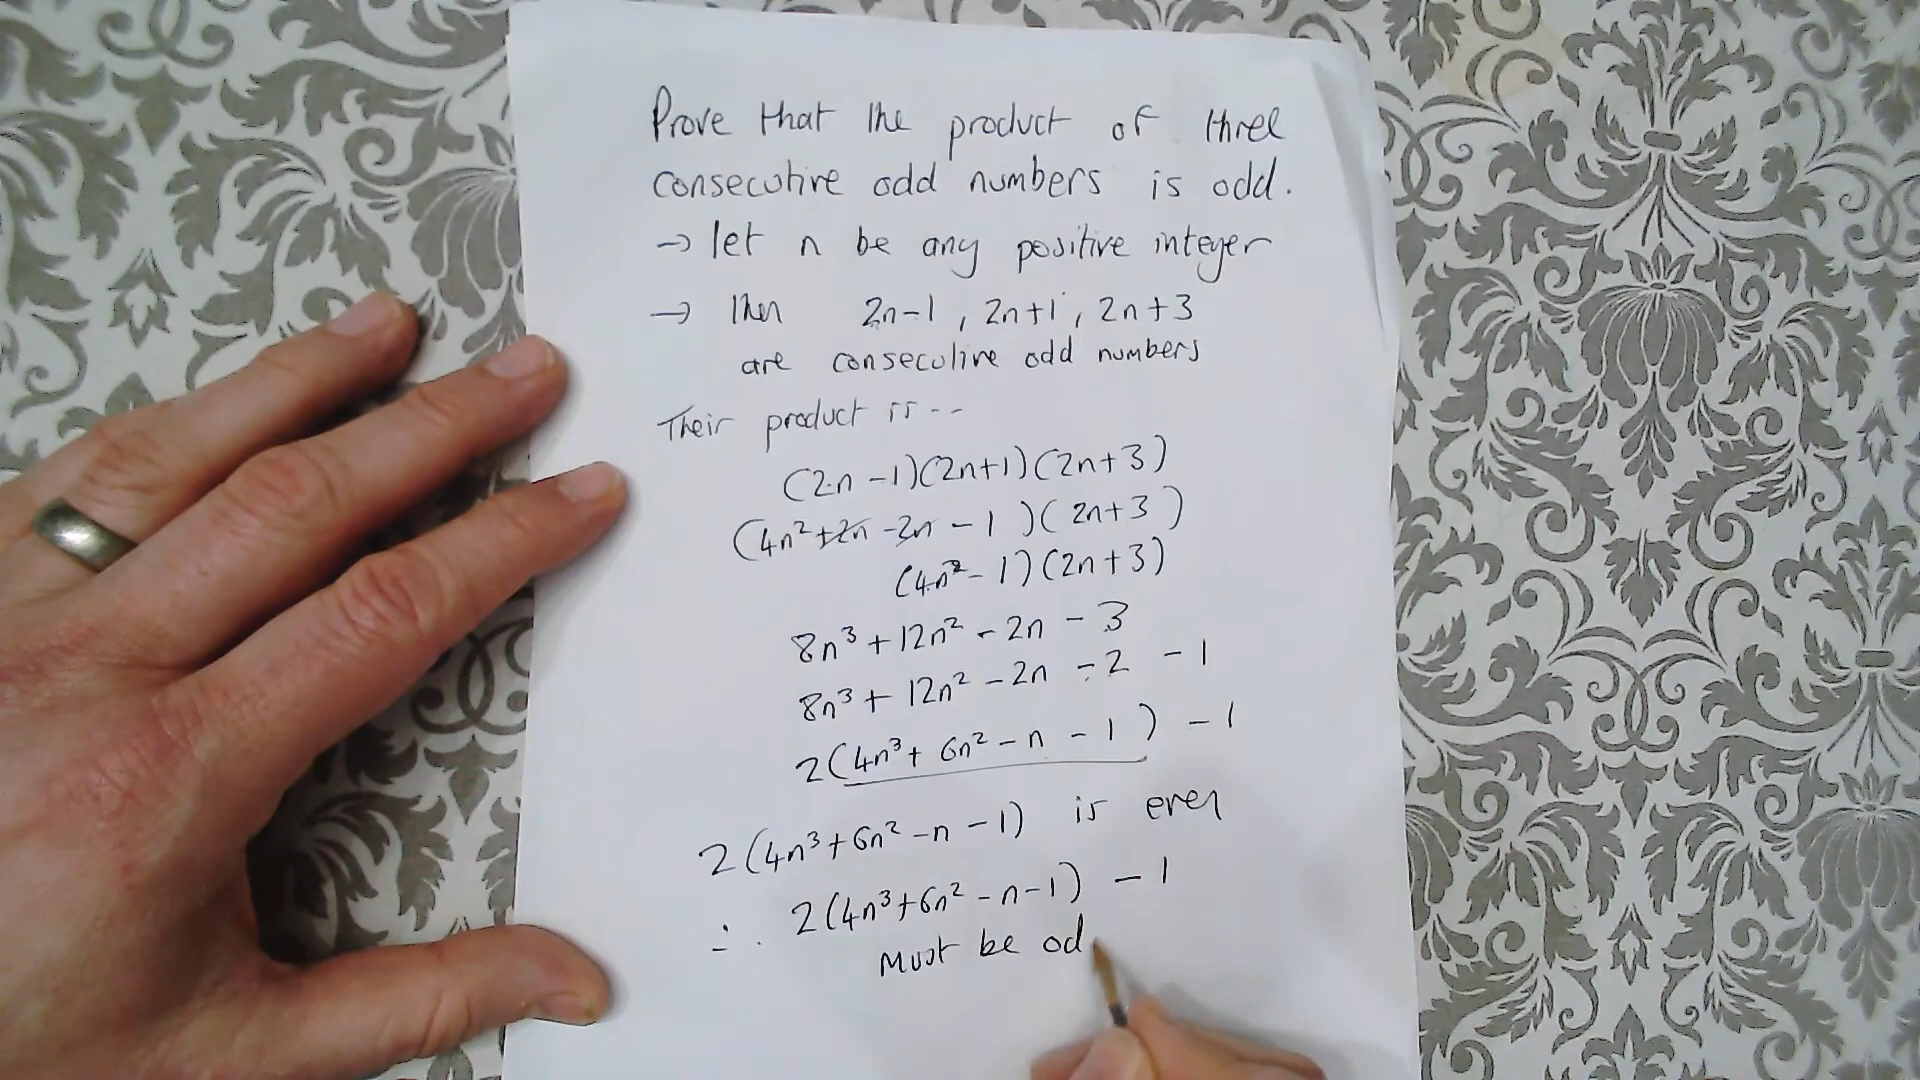 Prove that the product of three
consecutive odd numbers is odd.
→ let n be any positive integer
→ then 2n-1, 2n+1, 2n+3
are consecutive odd numbers
Their product is --
(2n-1)(2n+1)(2n+3)
(4n²+2n-2n-1)(2n+3)
(4n²-1)(2n+3)
8n³+12n²-2n-3
8n³+12n²-2n-2 -1
2(4n³+6n²-n-1) -1
2(4n³+6n²-n-1) is even
∴ 2(4n³+6n²-n-1) -1
Must be od